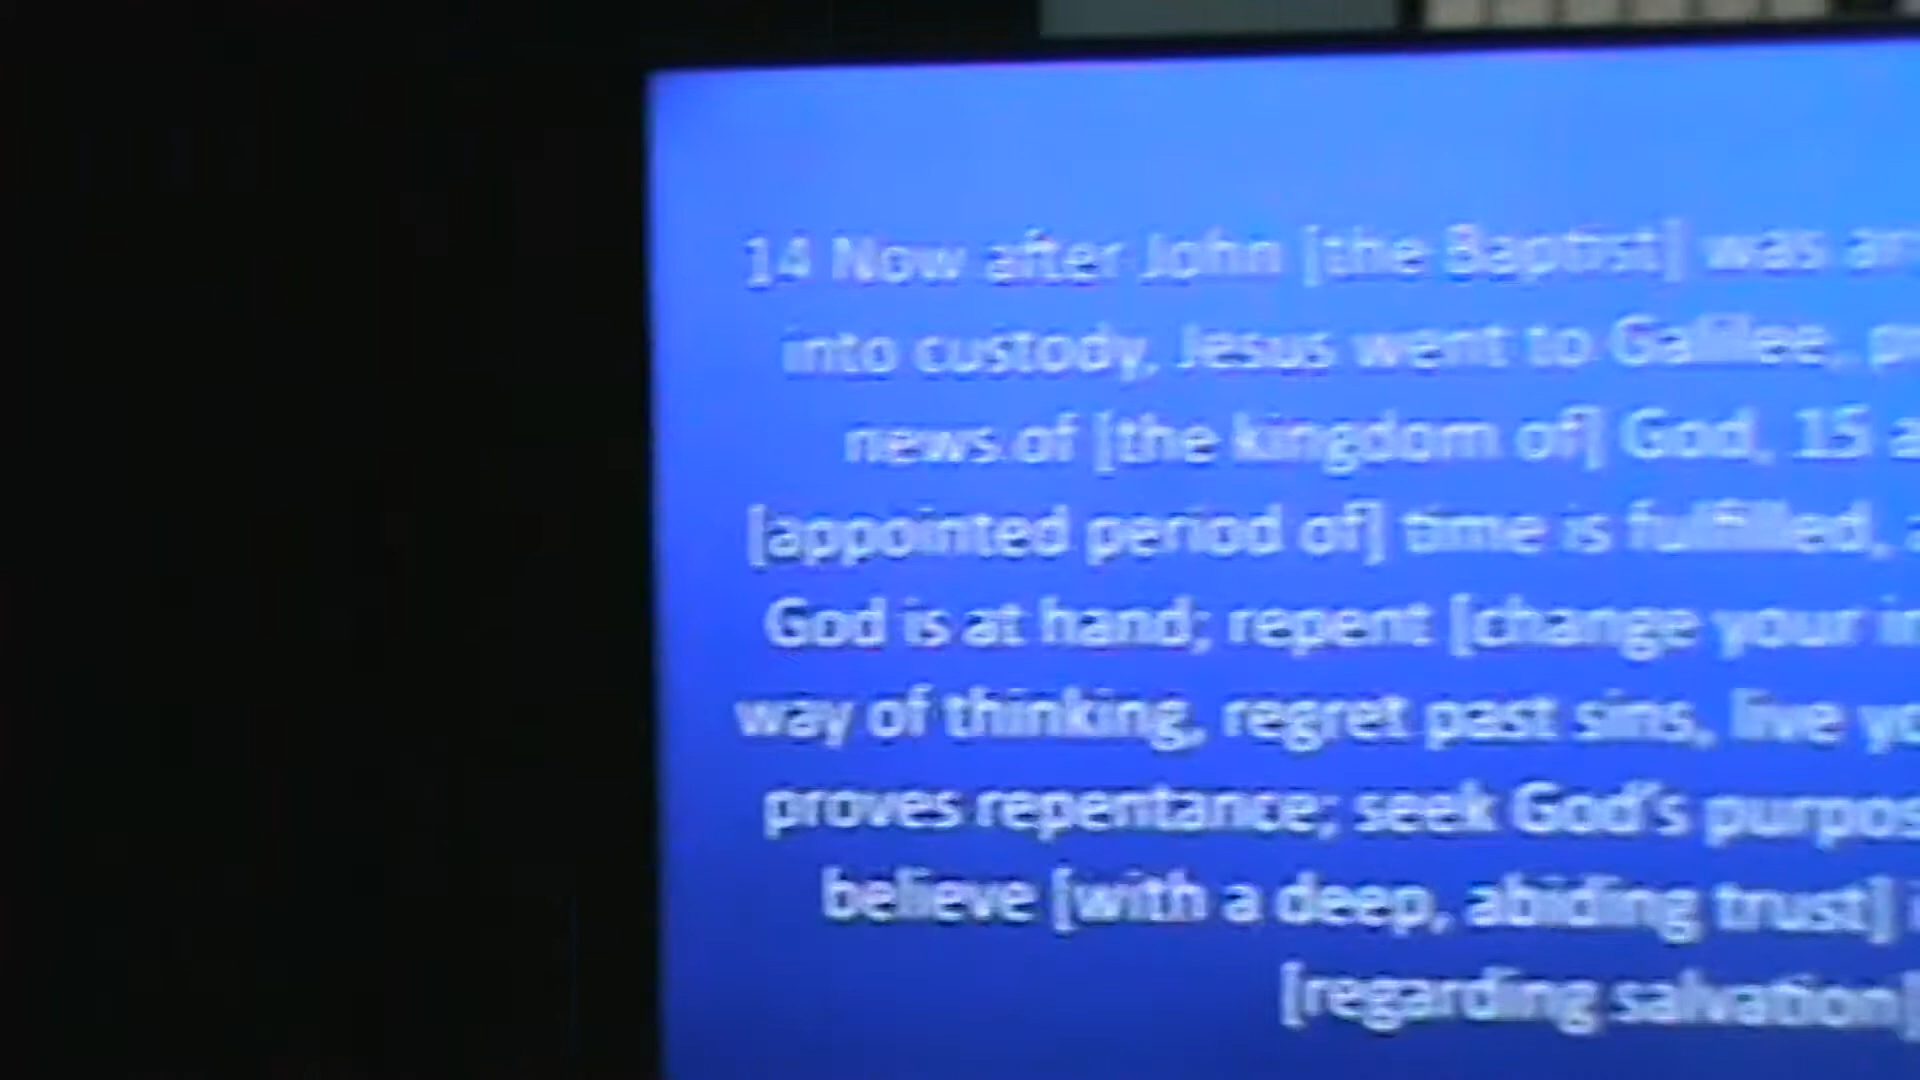 14 Now after John [the Baptist] was
into custody, Jesus went to Galilee,
news of [the kingdom of] God, 15
[appointed period of] time is fulfilled,
God is at hand; repent [change your
way of thinking, regret past sins, live
proves repentance; seek God's
believe [with a deep, abiding trust]
[regarding salvation]